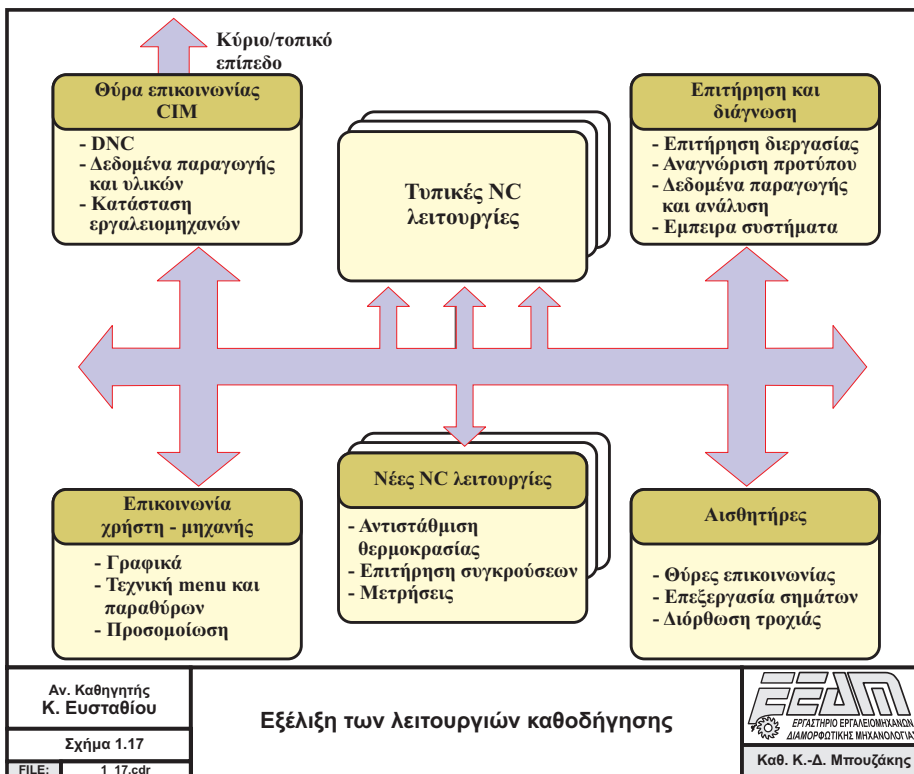 Κύριο/τοπικό
επίπεδο
Θύρα επικοινωνίας
CIM
- DNC
- Δεδομένα παραγωγής
και υλικών
- Κατάσταση
εργαλειομηχανών
Τυπικές NC
λειτουργίες
Επιτήρηση και
διάγνωση
- Επιτήρηση διεργασίας
- Αναγνώριση προτύπου
- Δεδομένα παραγωγής
και ανάλυση
- Εμπειρα συστήματα
Επικοινωνία
χρήστη - μηχανής
- Γραφικά
- Τεχνική menu και
παραθύρων
- Προσομοίωση
Νέες NC λειτουργίες
- Αντιστάθμιση
θερμοκρασίας
- Επιτήρηση συγκρούσεων
- Μετρήσεις
Αισθητήρες
- Θύρες επικοινωνίας
- Επεξεργασία σημάτων
- Διόρθωση τροχιάς
Αν. Καθηγητής
Κ. Ευσταθίου
Σχήμα 1.17
FILE: 1_17.cdr
Εξέλιξη των λειτουργιών καθοδήγησης
ΕΕΔΜ
ΕΡΓΑΣΤΗΡΙΟ ΕΡΓΑΛΕΙΟΜΗΧΑΝΩΝ
ΔΙΑΜΟΡΦΩΤΙΚΗΣ ΜΗΧΑΝΟΛΟΓΙΑΣ
Καθ. Κ.-Δ. Μπουζάκης